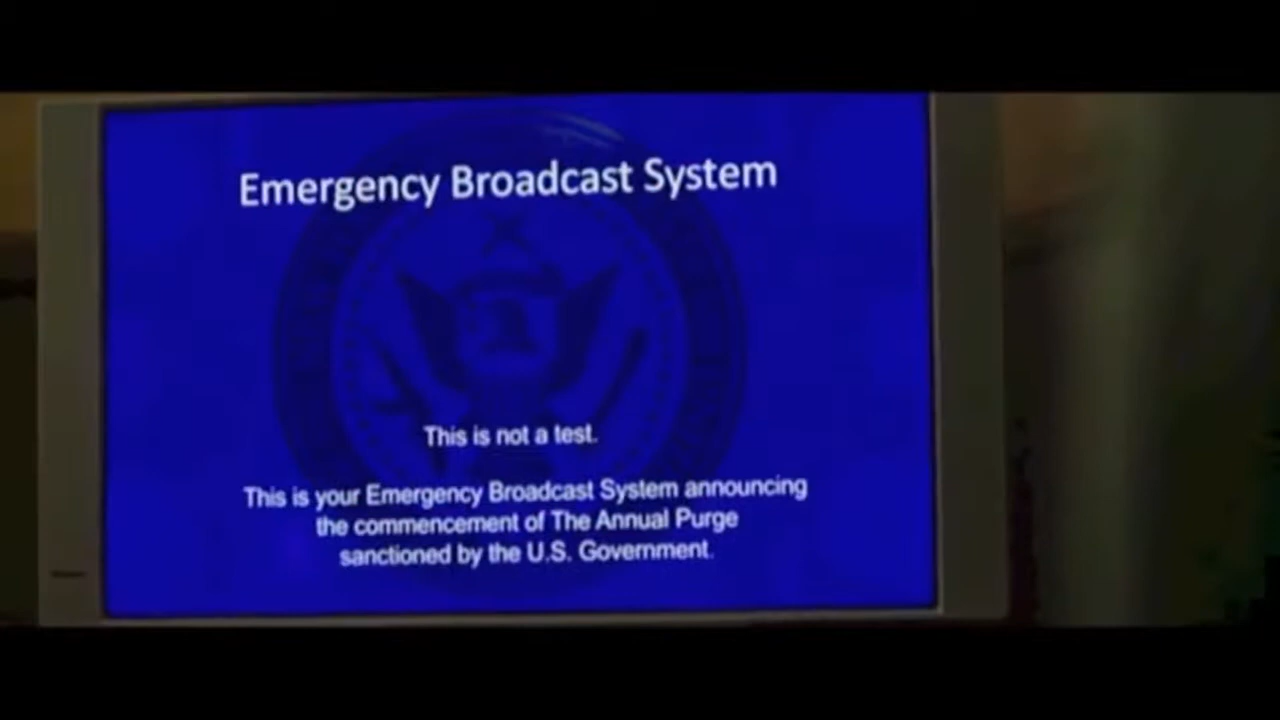 Emergency Broadcast System
This is not a test.
This is your Emergency Broadcast System announcing
the commencement of The Annual Purge
sanctioned by the U.S. Government.